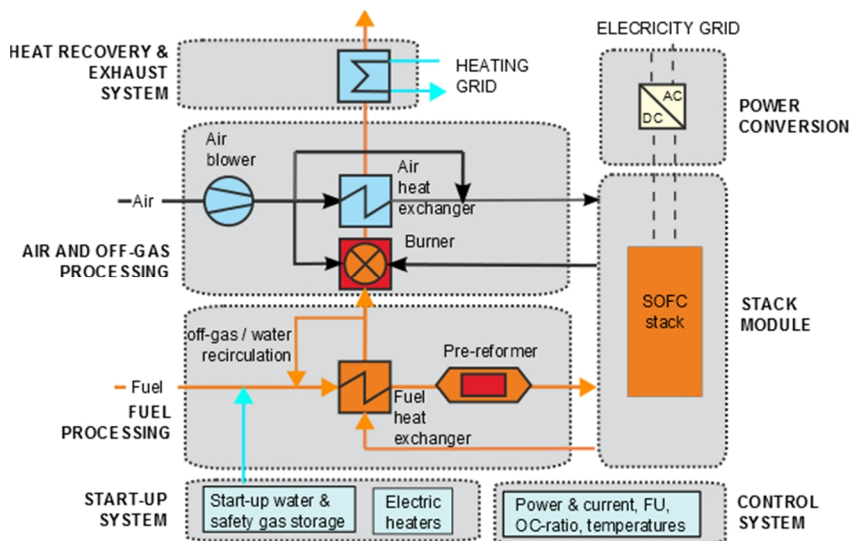 ELECRICITY GRID
HEAT RECOVERY &
EXHAUST
SYSTEM
HEATING
GRID
AC
DC
POWER
CONVERSION
Air
blower
Air
heat
exchanger
Air
Burner
AIR AND OFF-GAS
PROCESSING
SOFC
stack
STACK
MODULE
off-gas / water
recirculation
Pre-reformer
Fuel
Fuel
heat
exchanger
FUEL
PROCESSING
START-UP
SYSTEM
Start-up water &
safety gas storage
Electric
heaters
Power & current, FU,
OC-ratio, temperatures
CONTROL
SYSTEM